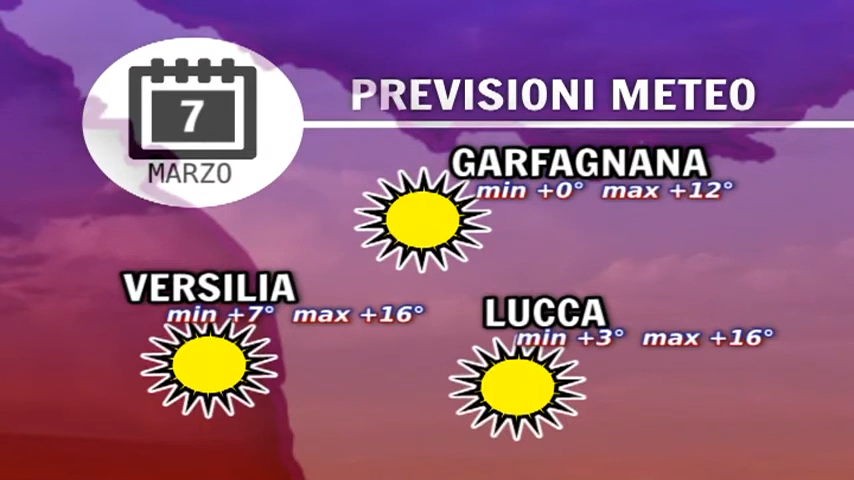 7
MARZO
PREVISIONI METEO
GARFAGNANA
min +0° max +12°
VERSILIA
min +7° max +16°
LUCCA
min +3° max +16°